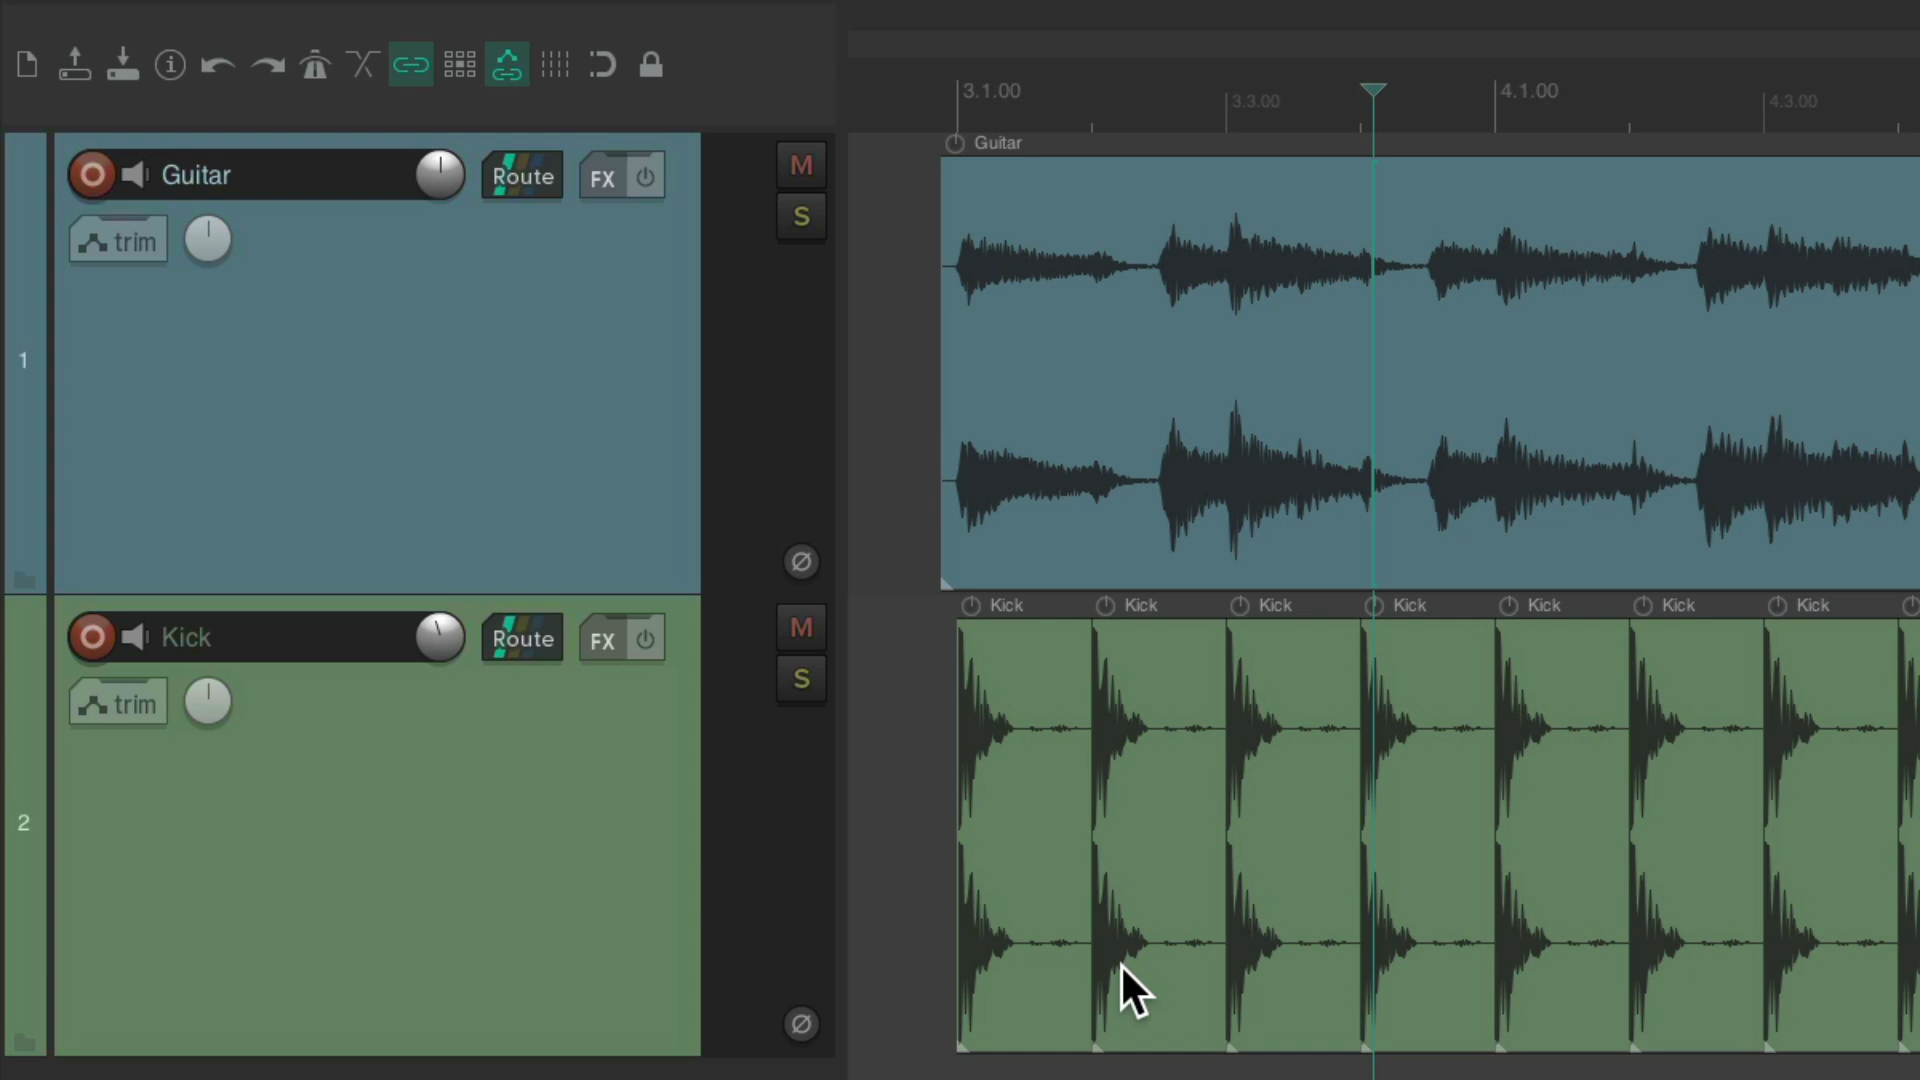 3.1.00
3.3.00
4.1.00
4.3.00
Guitar
Guitar
Route
FX
M
trim
S
1
Kick
Kick
Kick
Kick
Kick
Kick
Kick
Kick
Route
FX
M
trim
S
2